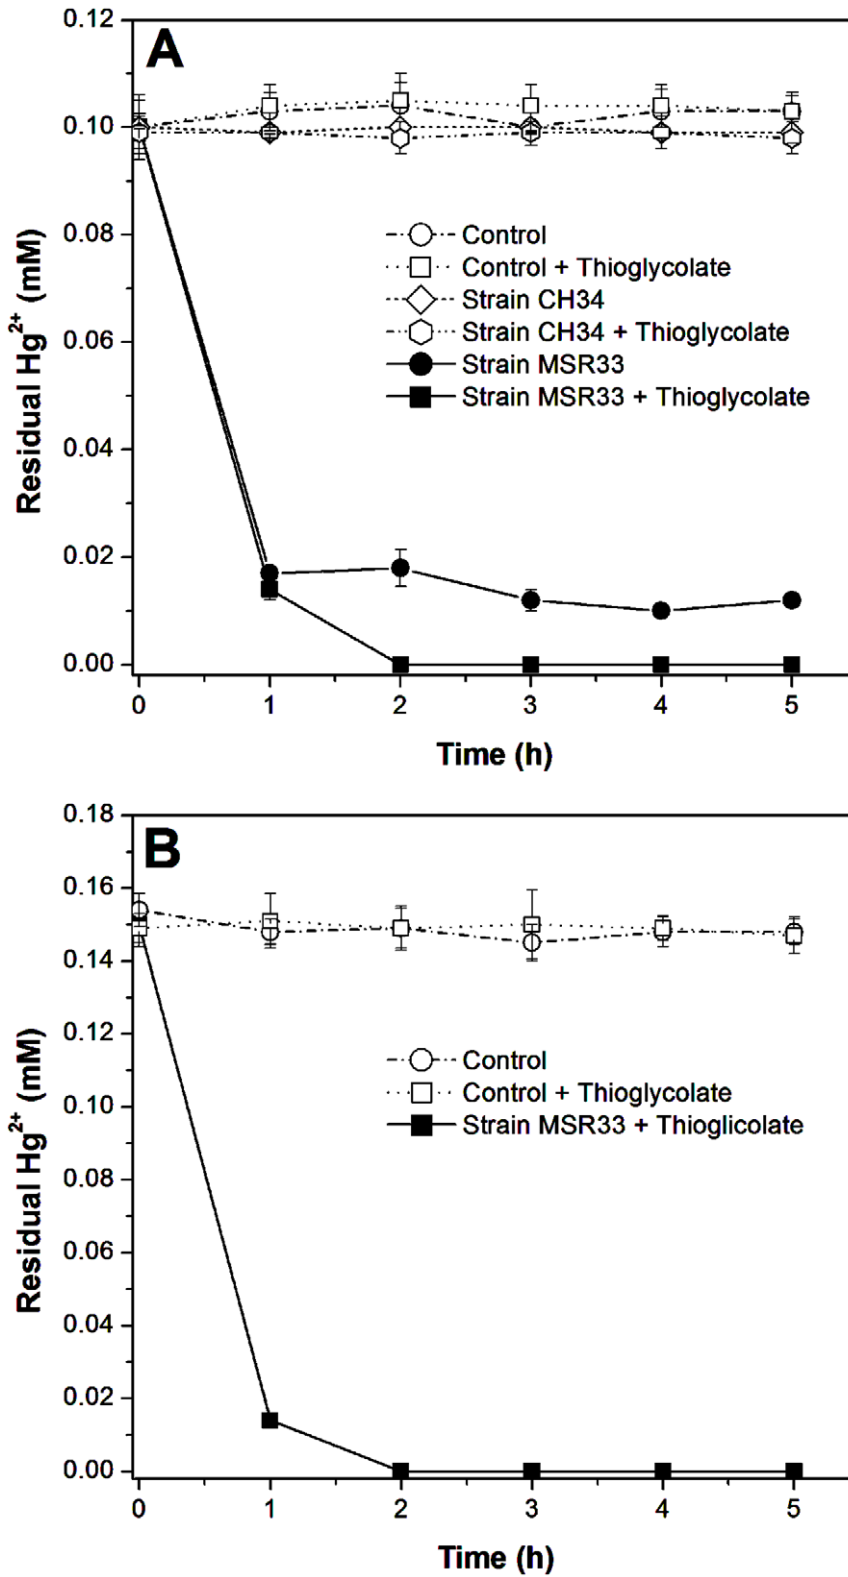 A
0.12
0.10
0.08
0.06
0.04
0.02
0.00
Residual Hg²⁺ (mM)
Control
Control + Thioglycolate
Strain CH34
Strain CH34 + Thioglycolate
Strain MSR33
Strain MSR33 + Thioglycolate
0 1 2 3 4 5
Time (h)
B
0.18
0.16
0.14
0.12
0.10
0.08
0.06
0.04
0.02
0.00
Residual Hg²⁺ (mM)
Control
Control + Thioglycolate
Strain MSR33 + Thioglicolate
0 1 2 3 4 5
Time (h)